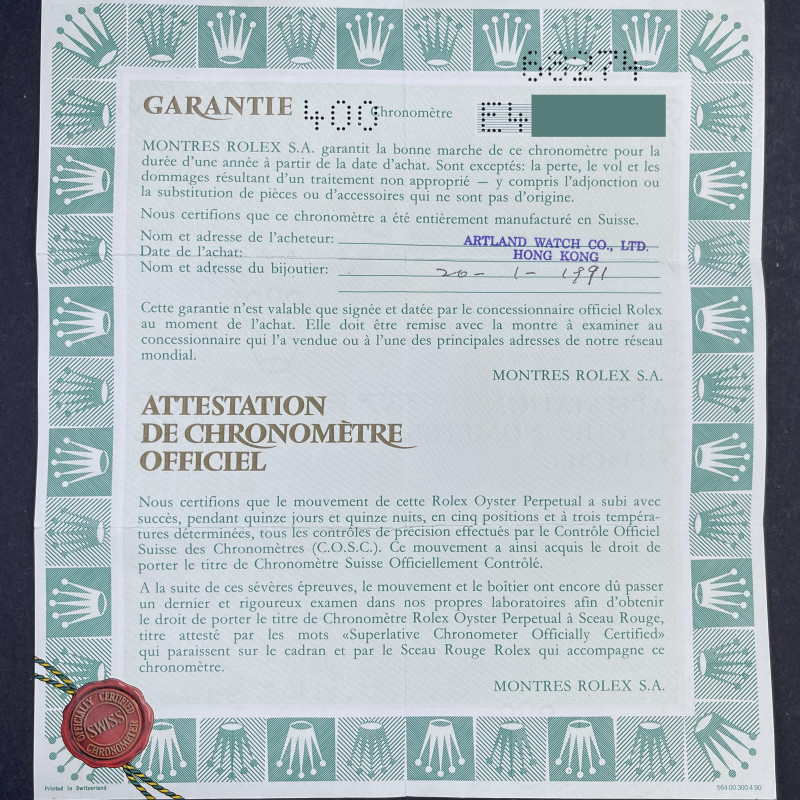 68274
GARANTIE 400 Chronomètre E4
MONTRES ROLEX S.A. garantit la bonne marche de ce chronomètre pour la
durée d'une année à partir de la date d'achat. Sont exceptés: la perte, le vol et les
dommages résultant d'un traitement non approprié — y compris l'adjonction ou
la substitution de pièces ou d'accessoires qui ne sont pas d'origine.
Nous certifions que ce chronomètre a été entièrement manufacturé en Suisse.
Nom et adresse de l'acheteur: ARTLAND WATCH CO., LTD.
Date de l'achat: HONG KONG
Nom et adresse du bijoutier: 20-1-1991
Cette garantie n'est valable que signée et datée par le concessionnaire officiel Rolex
au moment de l'achat. Elle doit être remise avec la montre à examiner au
concessionnaire qui l'a vendue ou à l'une des principales adresses de notre réseau
mondial.
MONTRES ROLEX S.A.
ATTESTATION
DE CHRONOMÈTRE
OFFICIEL
Nous certifions que le mouvement de cette Rolex Oyster Perpetual a subi avec
succès, pendant quinze jours et quinze nuits, en cinq positions et à trois tempéra-
tures déterminées, tous les contrôles de précision effectués par le Contrôle Officiel
Suisse des Chronomètres (C.O.S.C.). Ce mouvement a ainsi acquis le droit de
porter le titre de Chronomètre Suisse Officiellement Contrôlé.
A la suite de ces sévères épreuves, le mouvement et le boîtier ont encore dû passer
un dernier et rigoureux examen dans nos propres laboratoires afin d'obtenir
le droit de porter le titre de Chronomètre Rolex Oyster Perpetual à Sceau Rouge,
titre attesté par les mots «Superlative Chronometer Officially Certified»
qui paraissent sur le cadran et par le Sceau Rouge Rolex qui accompagne ce
chronomètre.
MONTRES ROLEX S.A.
OFFICIALLY CERTIFIED
SWISS
CHRONOMETER
Printed in Switzerland
564.00.300.4.90